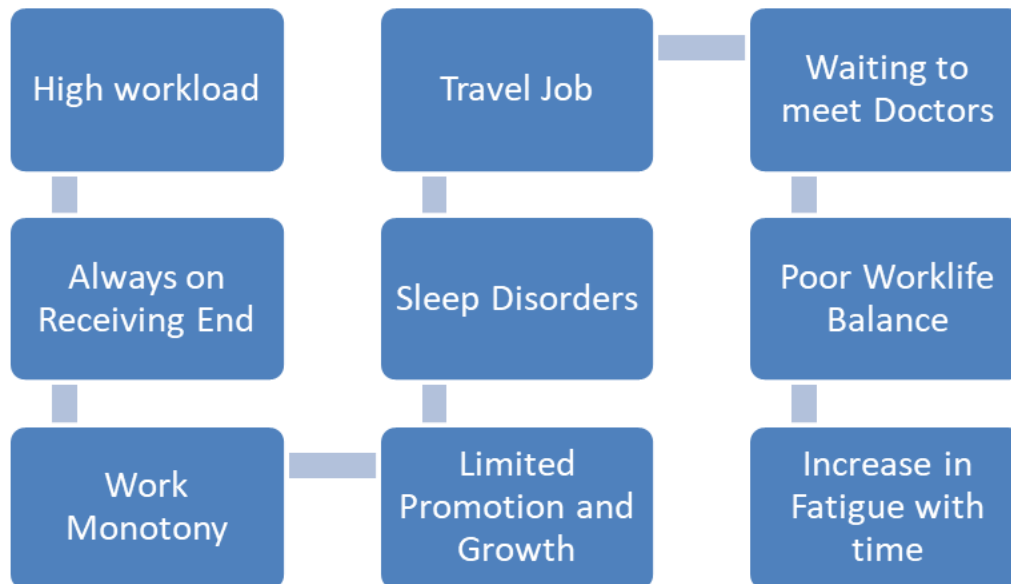 High workload
Always on
Receiving End
Work
Monotony
Limited
Promotion and
Growth
Sleep Disorders
Travel Job
Waiting to
meet Doctors
Poor Worklife
Balance
Increase in
Fatigue with
time